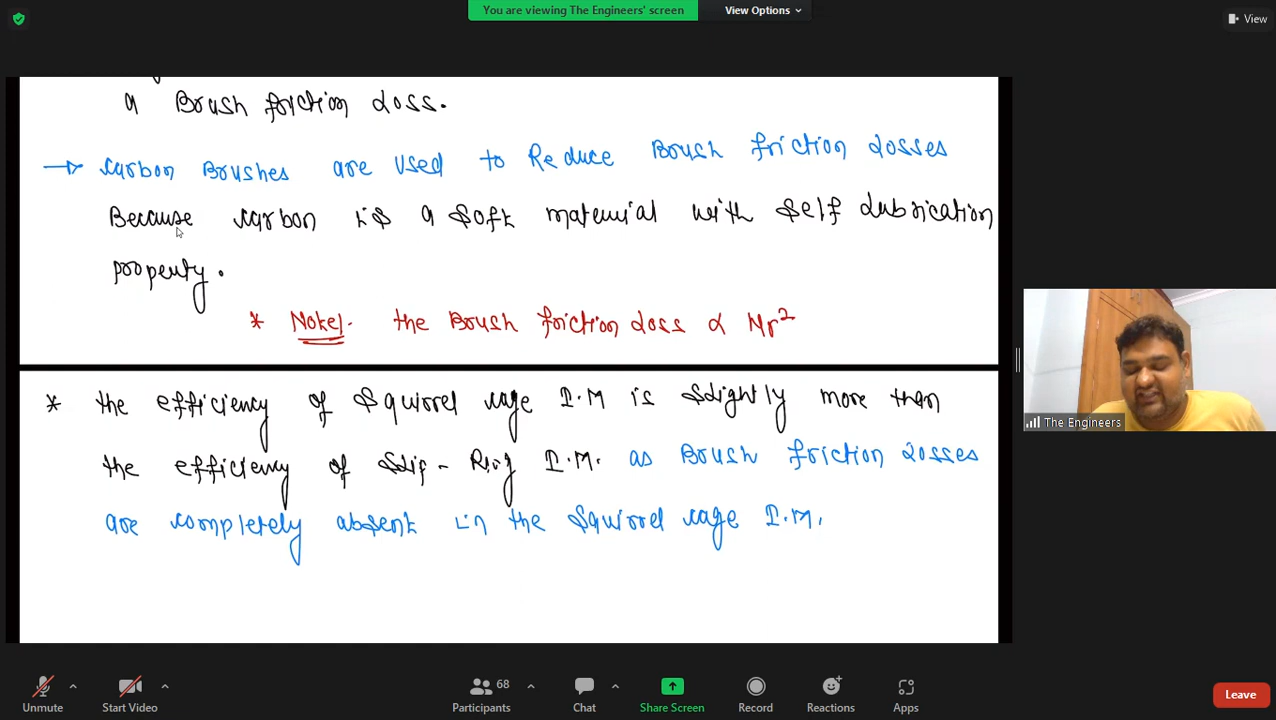 You are viewing The Engineers' screen
View Options
View
a Brush friction Loss.
→ Carbon Brushes are used to Reduce Brush friction Losses
Because carbon is a soft material with self lubrication
property.
* Note:- the Brush friction Loss ∝ Nr²
* the efficiency of Squirrel cage I.M is slightly more than
the efficiency of Slip-Ring I.M. as Brush friction Losses
are completely absent in the Squirrel cage I.M.
The Engineers
Unmute
Start Video
68
Participants
Chat
Share Screen
Record
Reactions
Apps
Leave